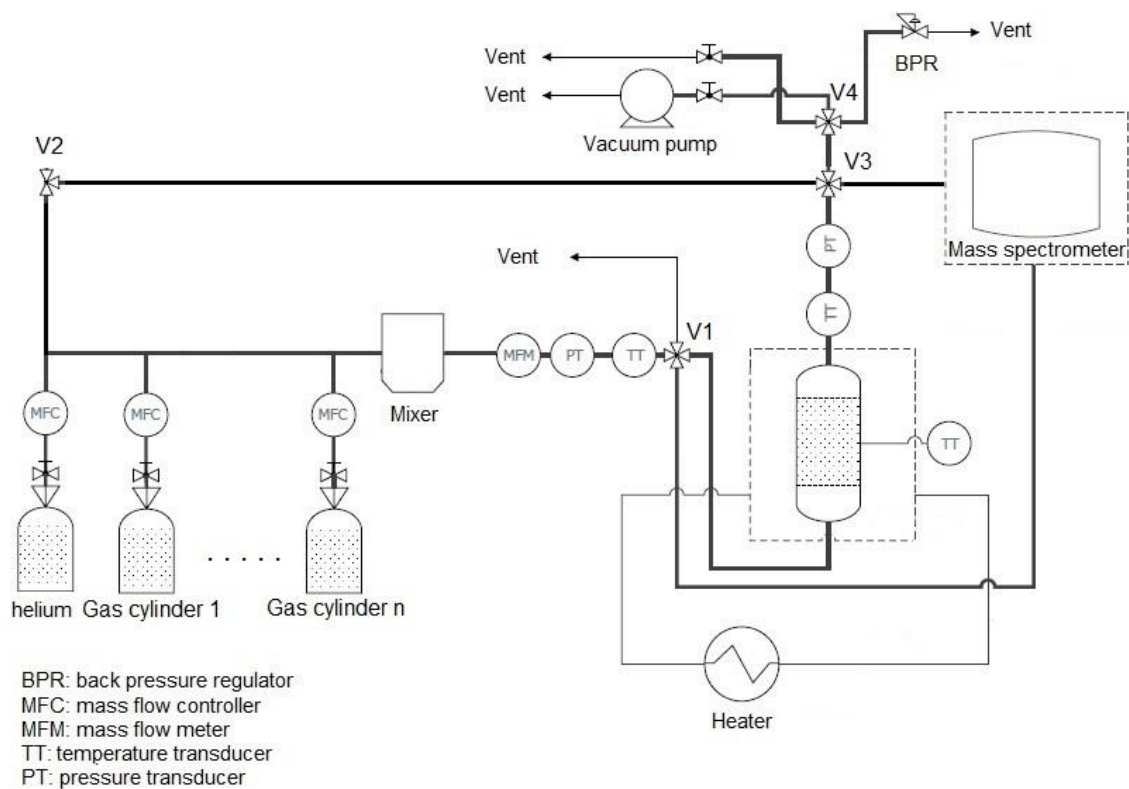 Vent
Vent
BPR
Vent
V4
Vacuum pump
V2
V3
PT
Mass spectrometer
Vent
TT
V1
MFM
PT
TT
Mixer
MFC
MFC
MFC
TT
helium
Gas cylinder 1
. . . . .
Gas cylinder n
Heater
BPR: back pressure regulator
MFC: mass flow controller
MFM: mass flow meter
TT: temperature transducer
PT: pressure transducer